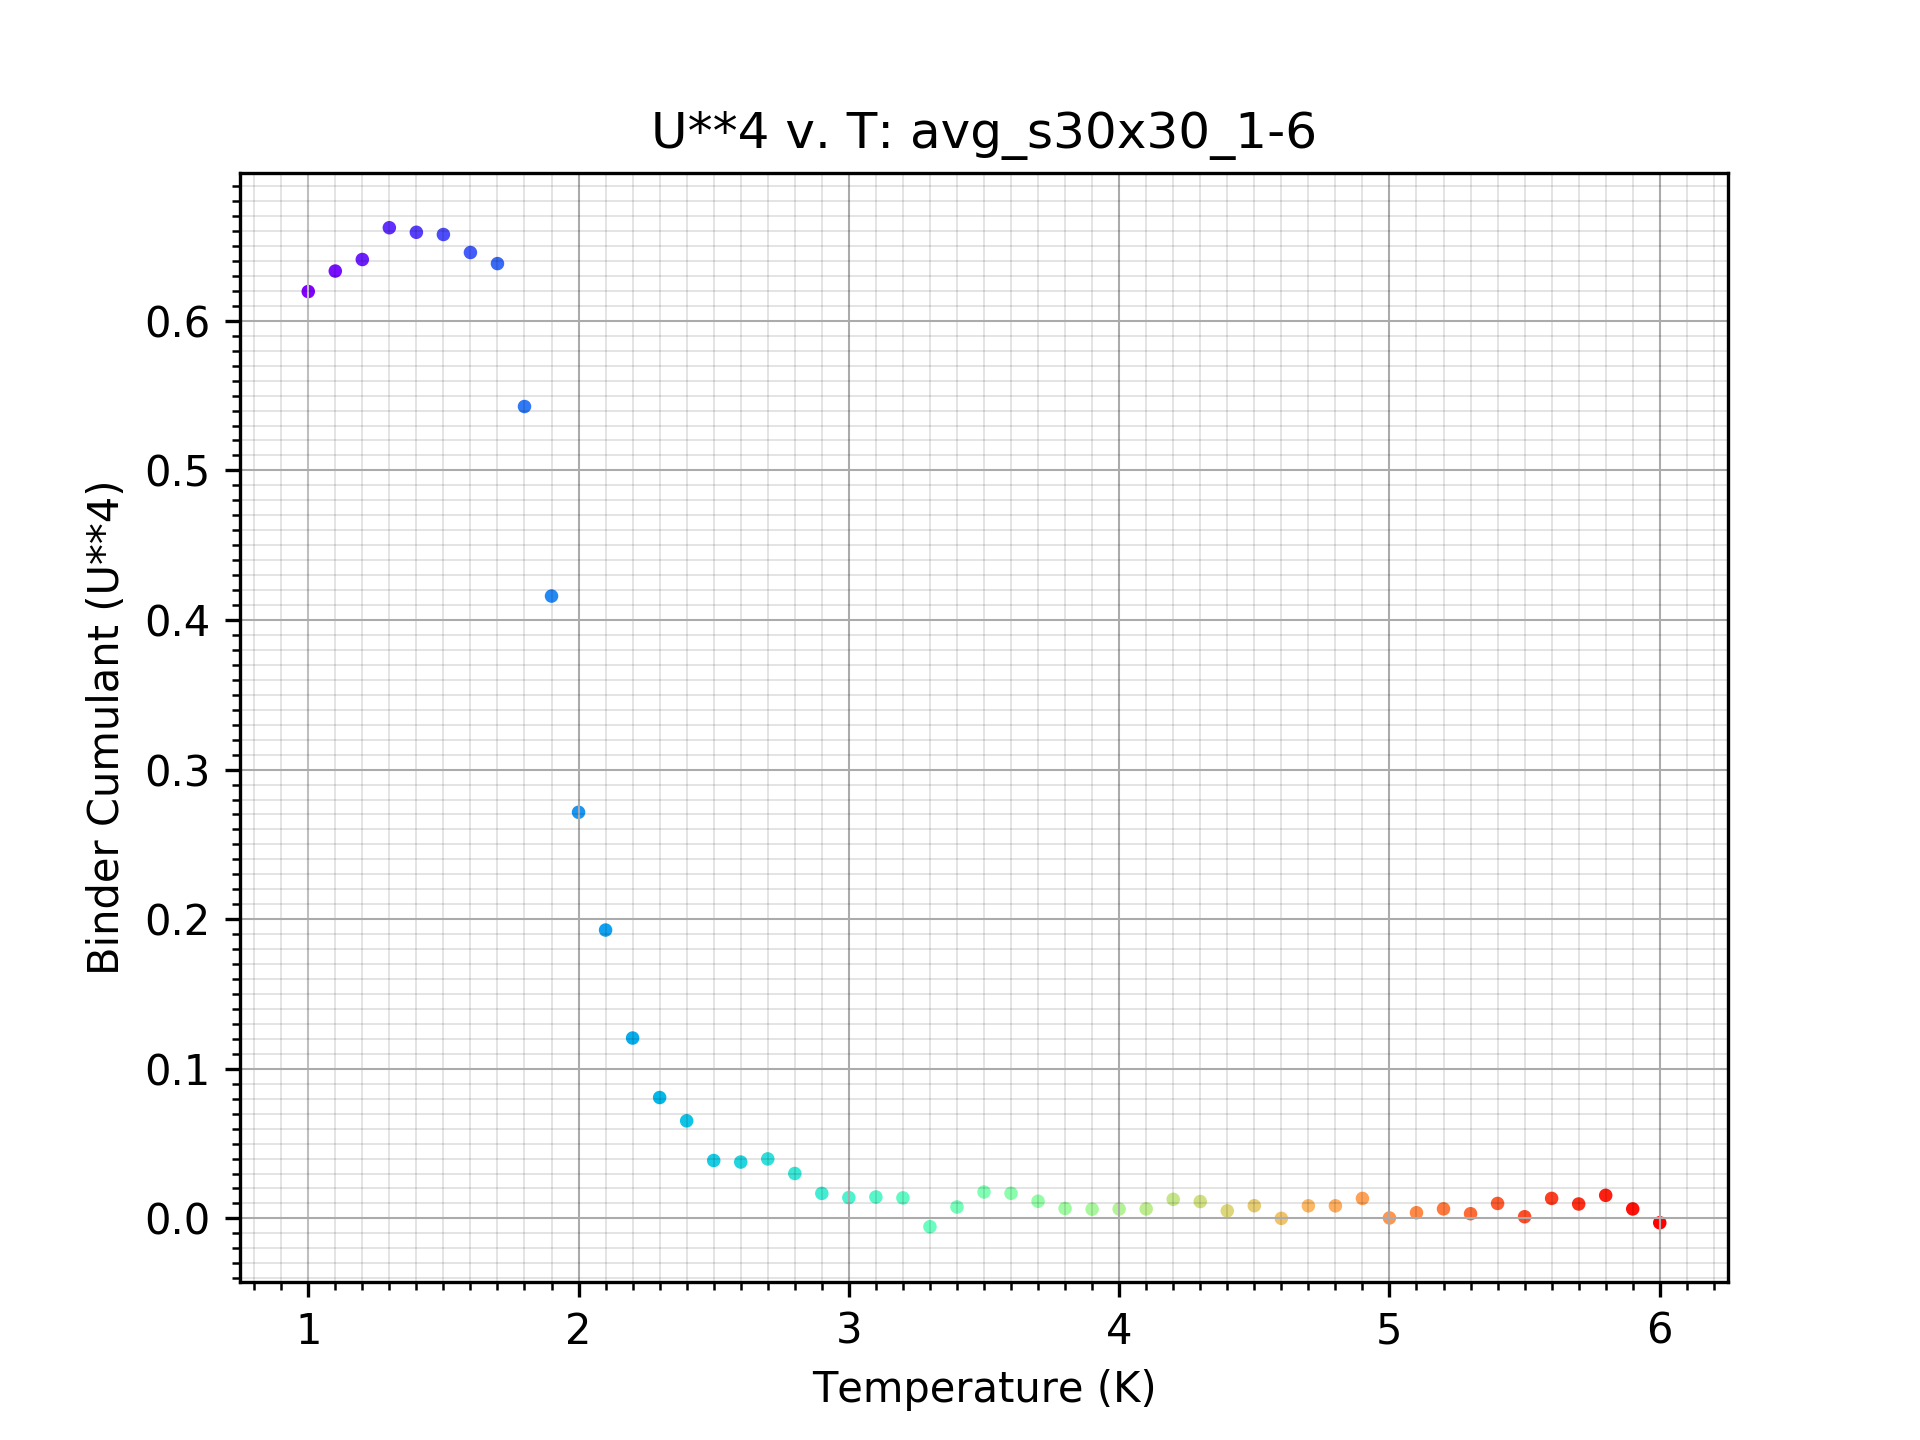 U**4 v. T: avg_s30x30_1-6
Binder Cumulant (U**4)
0.6
0.5
0.4
0.3
0.2
0.1
0.0
1 2 3 4 5 6
Temperature (K)